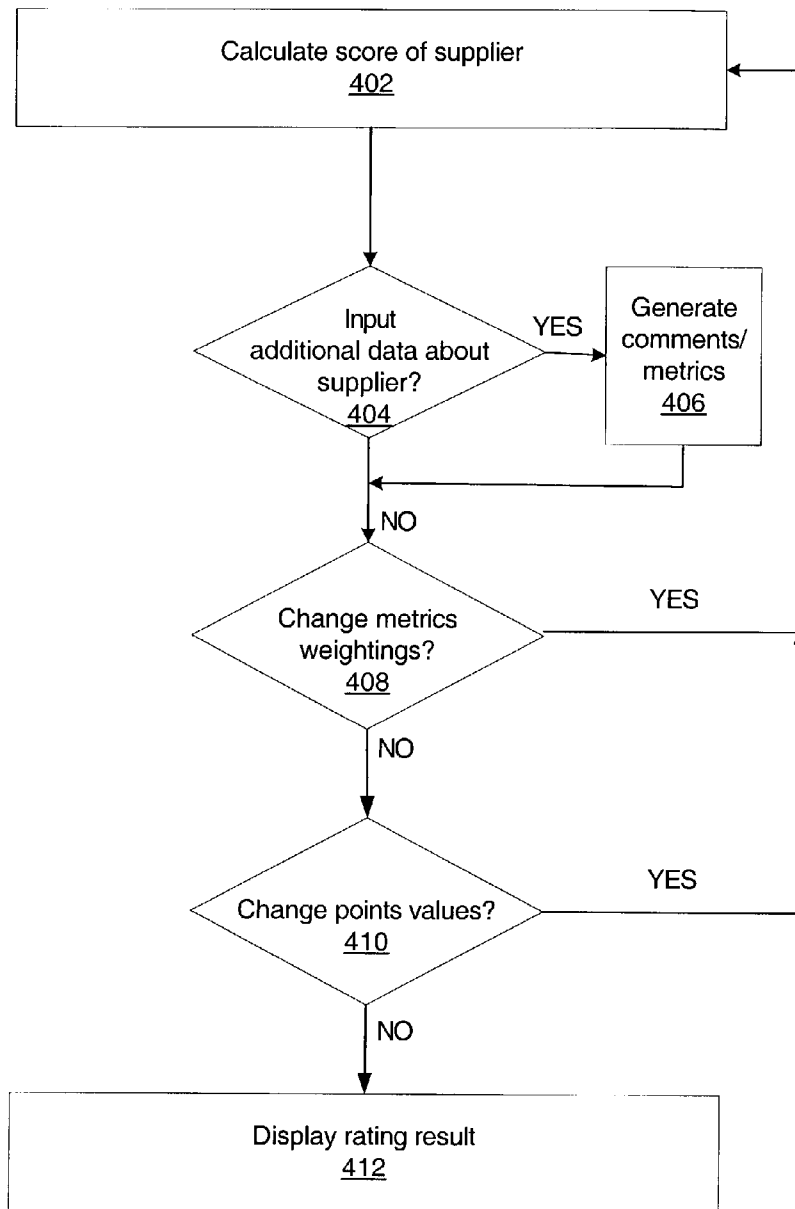 Calculate score of supplier
402
Input
additional data about
supplier?
404
YES
Generate
comments/
metrics
406
NO
Change metrics
weightings?
408
YES
NO
Change points values?
410
YES
NO
Display rating result
412